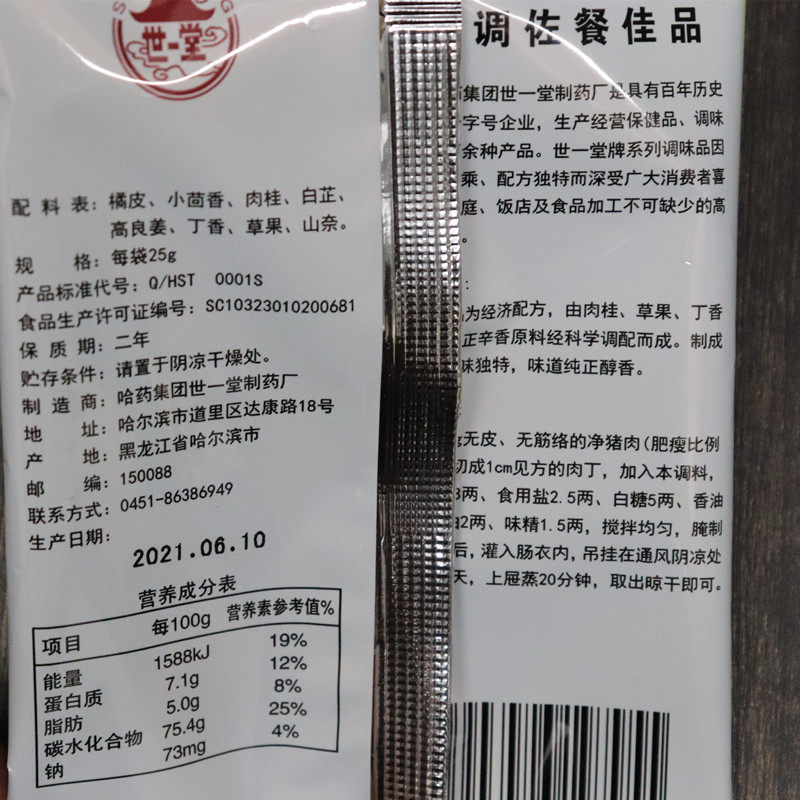 世一堂
配料表：橘皮、小茴香、肉桂、白芷、
高良姜、丁香、草果、山奈。
规格：每袋25g
产品标准代号：Q/HST 0001S
食品生产许可证编号：SC10323010200681
保质期：二年
贮存条件：请置于阴凉干燥处。
制造商：哈药集团世一堂制药厂
地址：哈尔滨市道里区达康路18号
产地：黑龙江省哈尔滨市
邮编：150088
联系方式：0451-86386949
生产日期：
2021.06.10
营养成分表
项目 每100g 营养素参考值%
能量 1588kJ 19%
蛋白质 7.1g 12%
脂肪 5.0g 8%
碳水化合物 75.4g 25%
钠 73mg 4%
调佐餐佳品
集团世一堂制药厂是具有百年历史
字号企业，生产经营保健品、调味
余种产品。世一堂牌系列调味品因
乘、配方独特而深受广大消费者喜
庭、饭店及食品加工不可缺少的高
。
：
为经济配方，由肉桂、草果、丁香
正辛香原料经科学调配而成。制成
味独特，味道纯正醇香。
g无皮、无筋络的净猪肉(肥瘦比例
切成1cm见方的肉丁，加入本调料，
3两、食用盐2.5两、白糖5两、香油
2两、味精1.5两，搅拌均匀，腌制
后，灌入肠衣内，吊挂在通风阴凉处
天，上屉蒸20分钟，取出晾干即可。